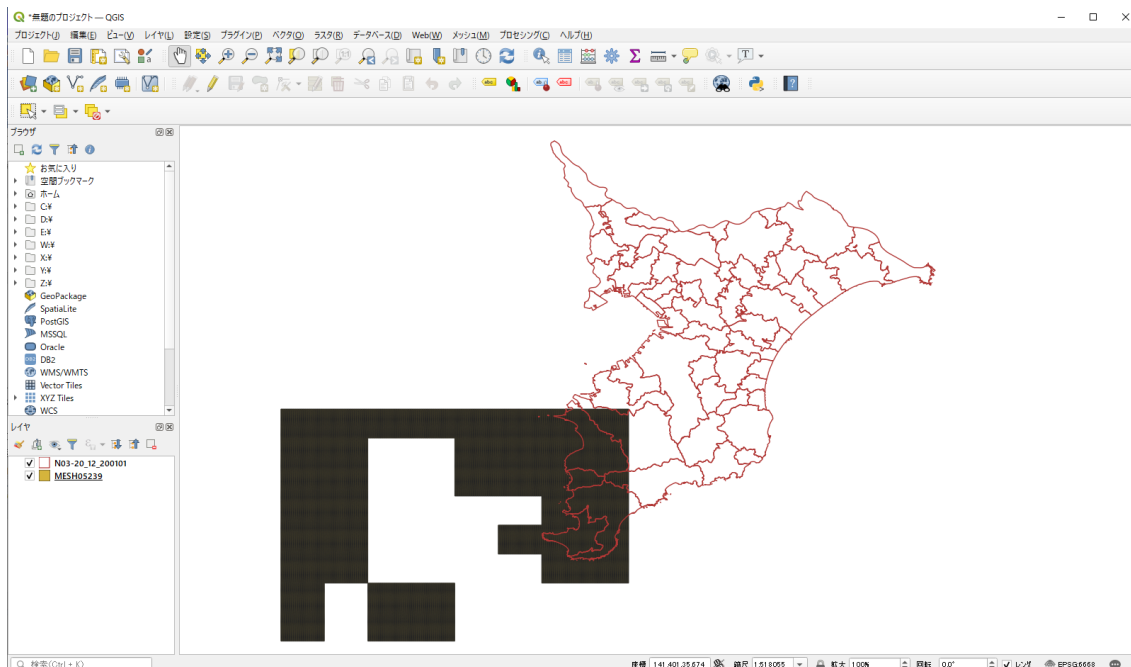 *無題のプロジェクト — QGIS
プロジェクト(J) 編集(E) ビュー(V) レイヤ(L) 設定(S) プラグイン(P) ベクタ(O) ラスタ(R) データベース(D) Web(W) メッシュ(M) プロセシング(C) ヘルプ(H)
ブラウザ
お気に入り
空間ブックマーク
ホーム
C:¥
D:¥
E:¥
W:¥
X:¥
Y:¥
Z:¥
GeoPackage
SpatiaLite
PostGIS
MSSQL
Oracle
DB2
WMS/WMTS
Vector Tiles
XYZ Tiles
WCS
レイヤ
N03-20_12_200101
MESH05239
検索(Ctrl + K)
座標 141.401,35.674 縮尺 1:518055 拡大 100% 回転 0.0° レンダ EPSG:6668